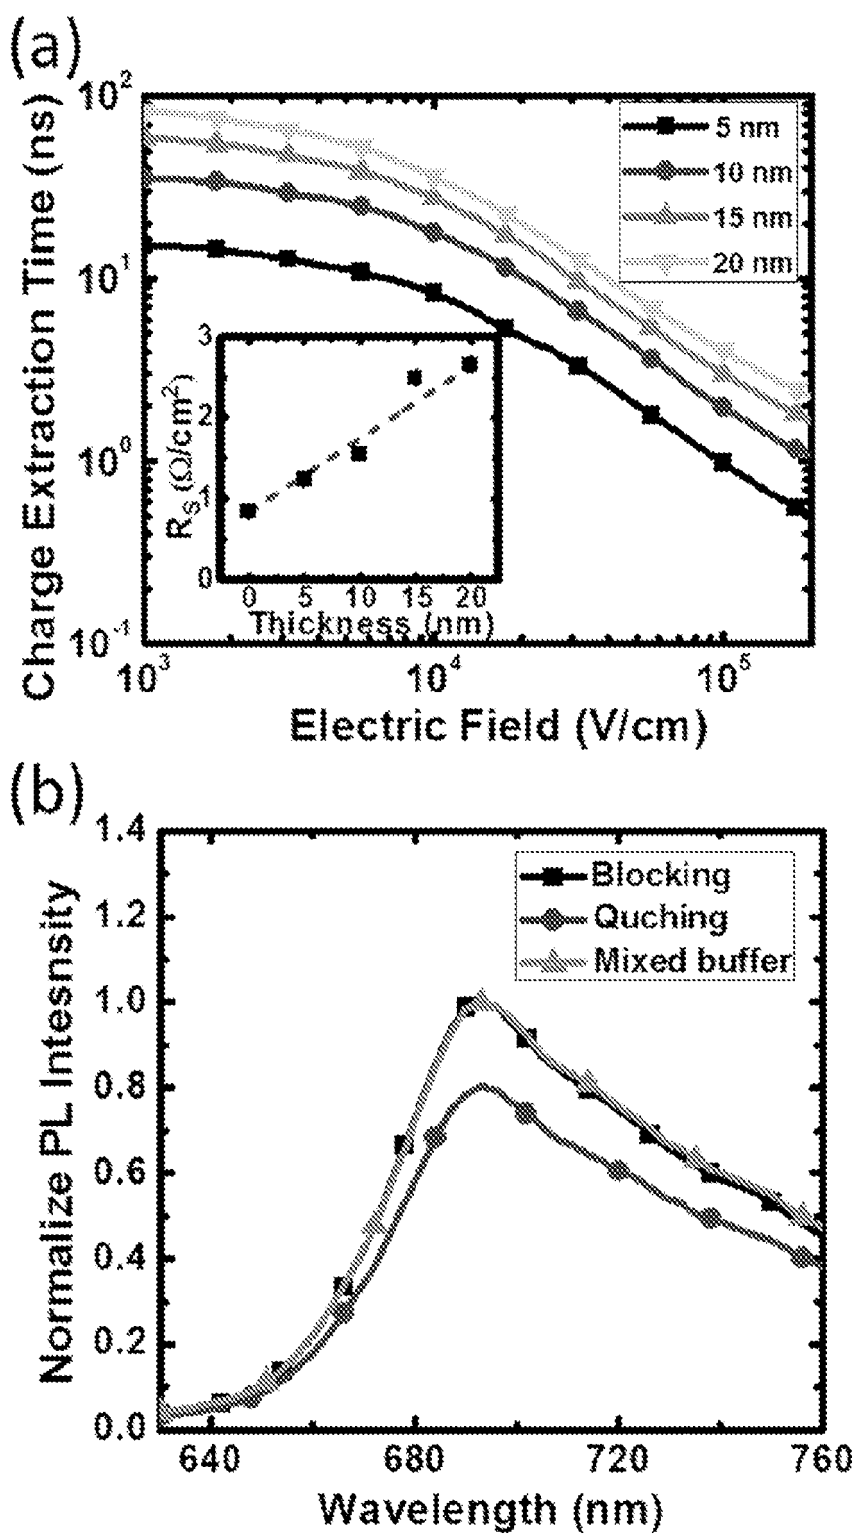 (a)
Charge Extraction Time (ns)
10²
10¹
10⁰
10⁻¹
5 nm
10 nm
15 nm
20 nm
R_S (Ω/cm²)
3
2
1
0
0 5 10 15 20
Thickness (nm)
10³ 10⁴ 10⁵
Electric Field (V/cm)
(b)
Normalize PL Intesnsity
1.4
1.2
1.0
0.8
0.6
0.4
0.2
0.0
Blocking
Quching
Mixed buffer
640 680 720 760
Wavelength (nm)